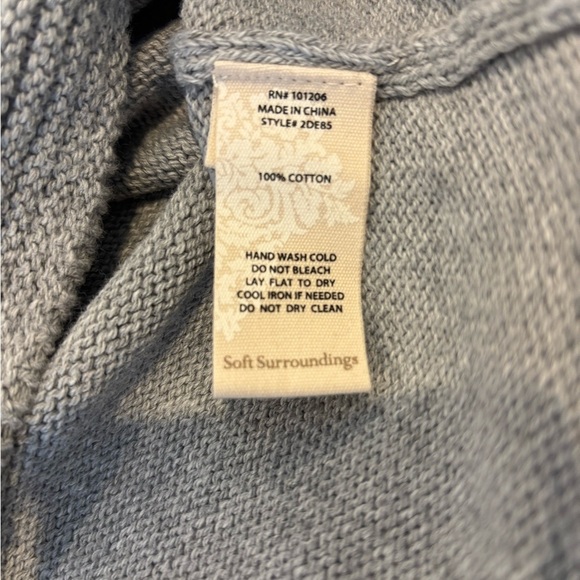 RN# 101206
MADE IN CHINA
STYLE# 2DE85
100% COTTON
HAND WASH COLD
DO NOT BLEACH
LAY FLAT TO DRY
COOL IRON IF NEEDED
DO NOT DRY CLEAN
Soft Surroundings